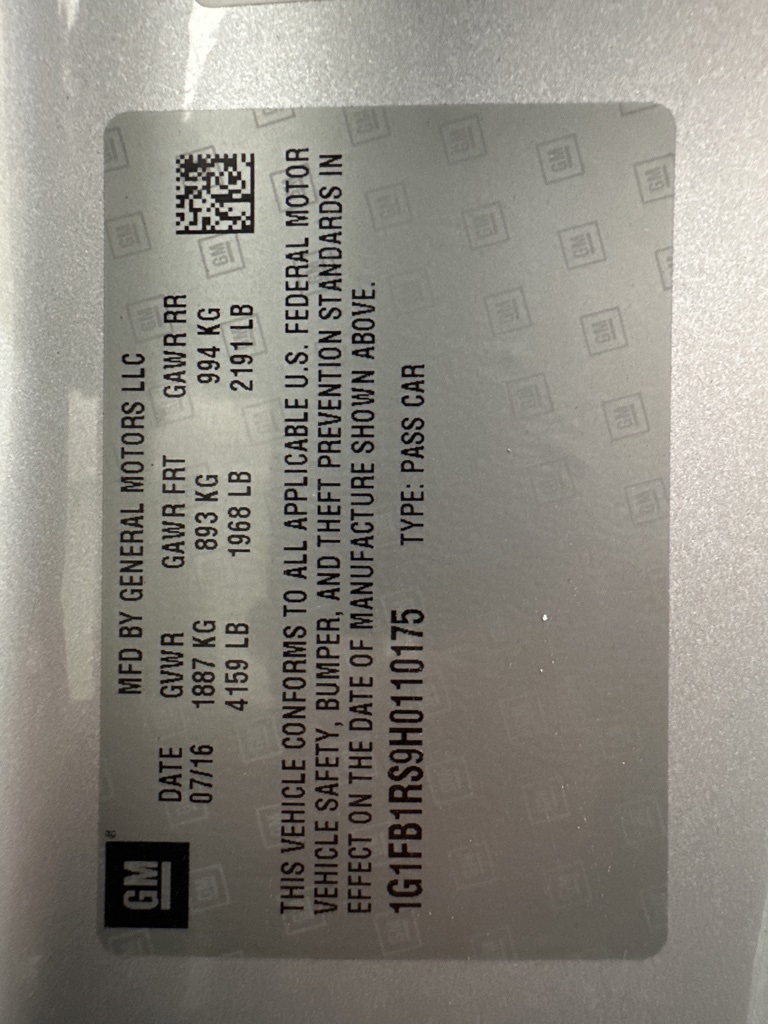 GM
MFD BY GENERAL MOTORS LLC
DATE GVWR GAWR FRT GAWR RR
07/16 1887 KG 893 KG 994 KG
4159 LB 1968 LB 2191 LB
THIS VEHICLE CONFORMS TO ALL APPLICABLE U.S. FEDERAL MOTOR
VEHICLE SAFETY, BUMPER, AND THEFT PREVENTION STANDARDS IN
EFFECT ON THE DATE OF MANUFACTURE SHOWN ABOVE.
1G1FB1RS9H0110175 TYPE: PASS CAR